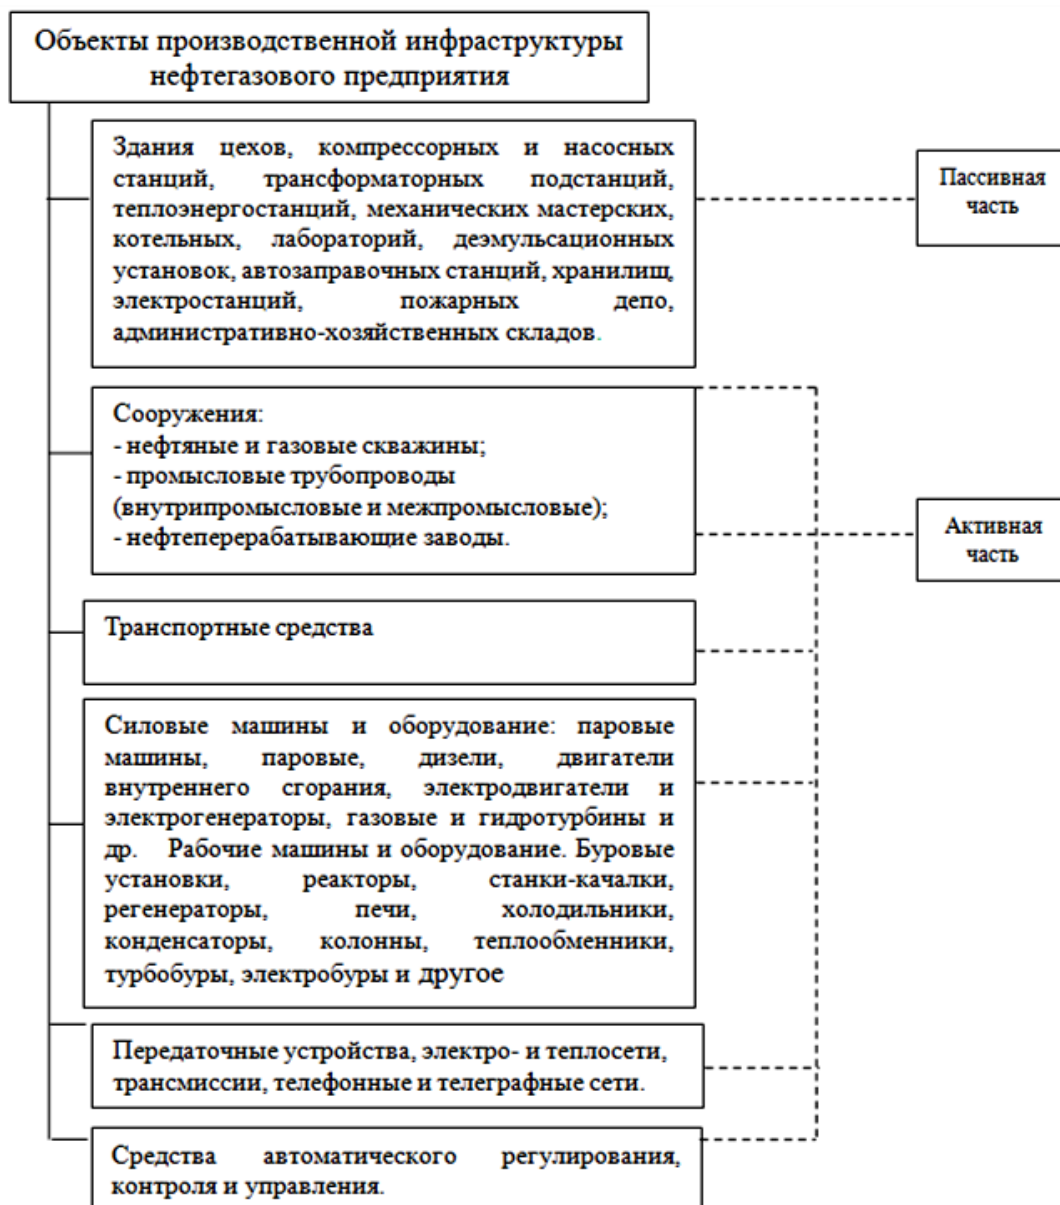 Объекты производственной инфраструктуры
нефтегазового предприятия
Здания цехов, компрессорных и насосных
станций, трансформаторных подстанций,
теплоэнергостанций, механических мастерских,
котельных, лабораторий, деэмульсационных
установок, автозаправочных станций, хранилищ,
электростанций, пожарных депо,
административно-хозяйственных складов.
Пассивная
часть
Сооружения:
- нефтяные и газовые скважины;
- промысловые трубопроводы
(внутрипромысловые и межпромысловые);
- нефтеперерабатывающие заводы.
Активная
часть
Транспортные средства
Силовые машины и оборудование: паровые
машины, паровые, дизели, двигатели
внутреннего сгорания, электродвигатели и
электрогенераторы, газовые и гидротурбины и
др. Рабочие машины и оборудование. Буровые
установки, реакторы, станки-качалки,
регенераторы, печи, холодильники,
конденсаторы, колонны, теплообменники,
турбобуры, электробуры и другое
Передаточные устройства, электро- и теплосети,
трансмиссии, телефонные и телеграфные сети.
Средства автоматического регулирования,
контроля и управления.